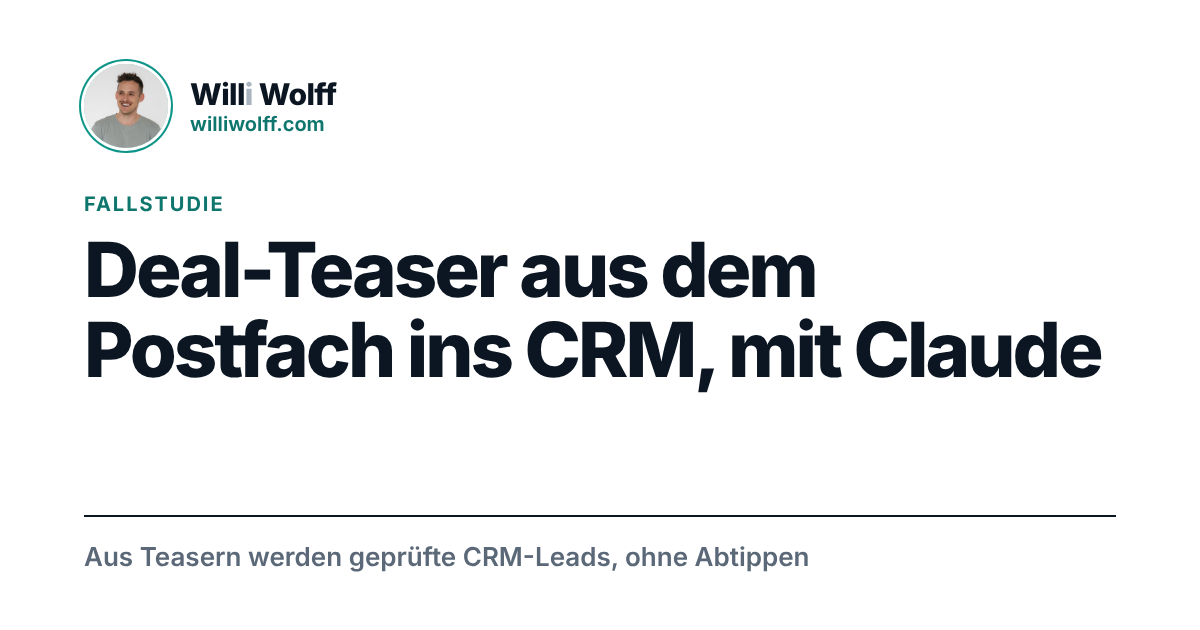 Willi Wolff
williwolff.com
FALLSTUDIE
Deal-Teaser aus dem
Postfach ins CRM, mit Claude
Aus Teasern werden geprüfte CRM-Leads, ohne Abtippen